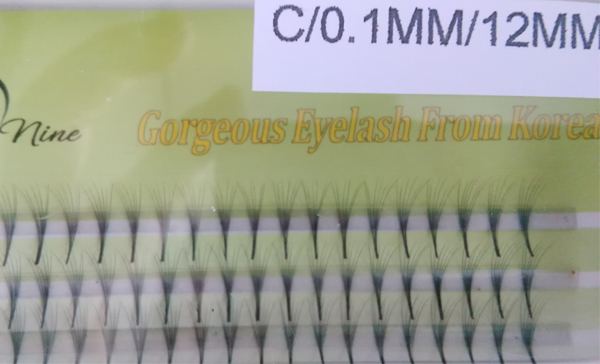 C/0.1MM/12MM
Nine
Gorgeous Eyelash From Korea